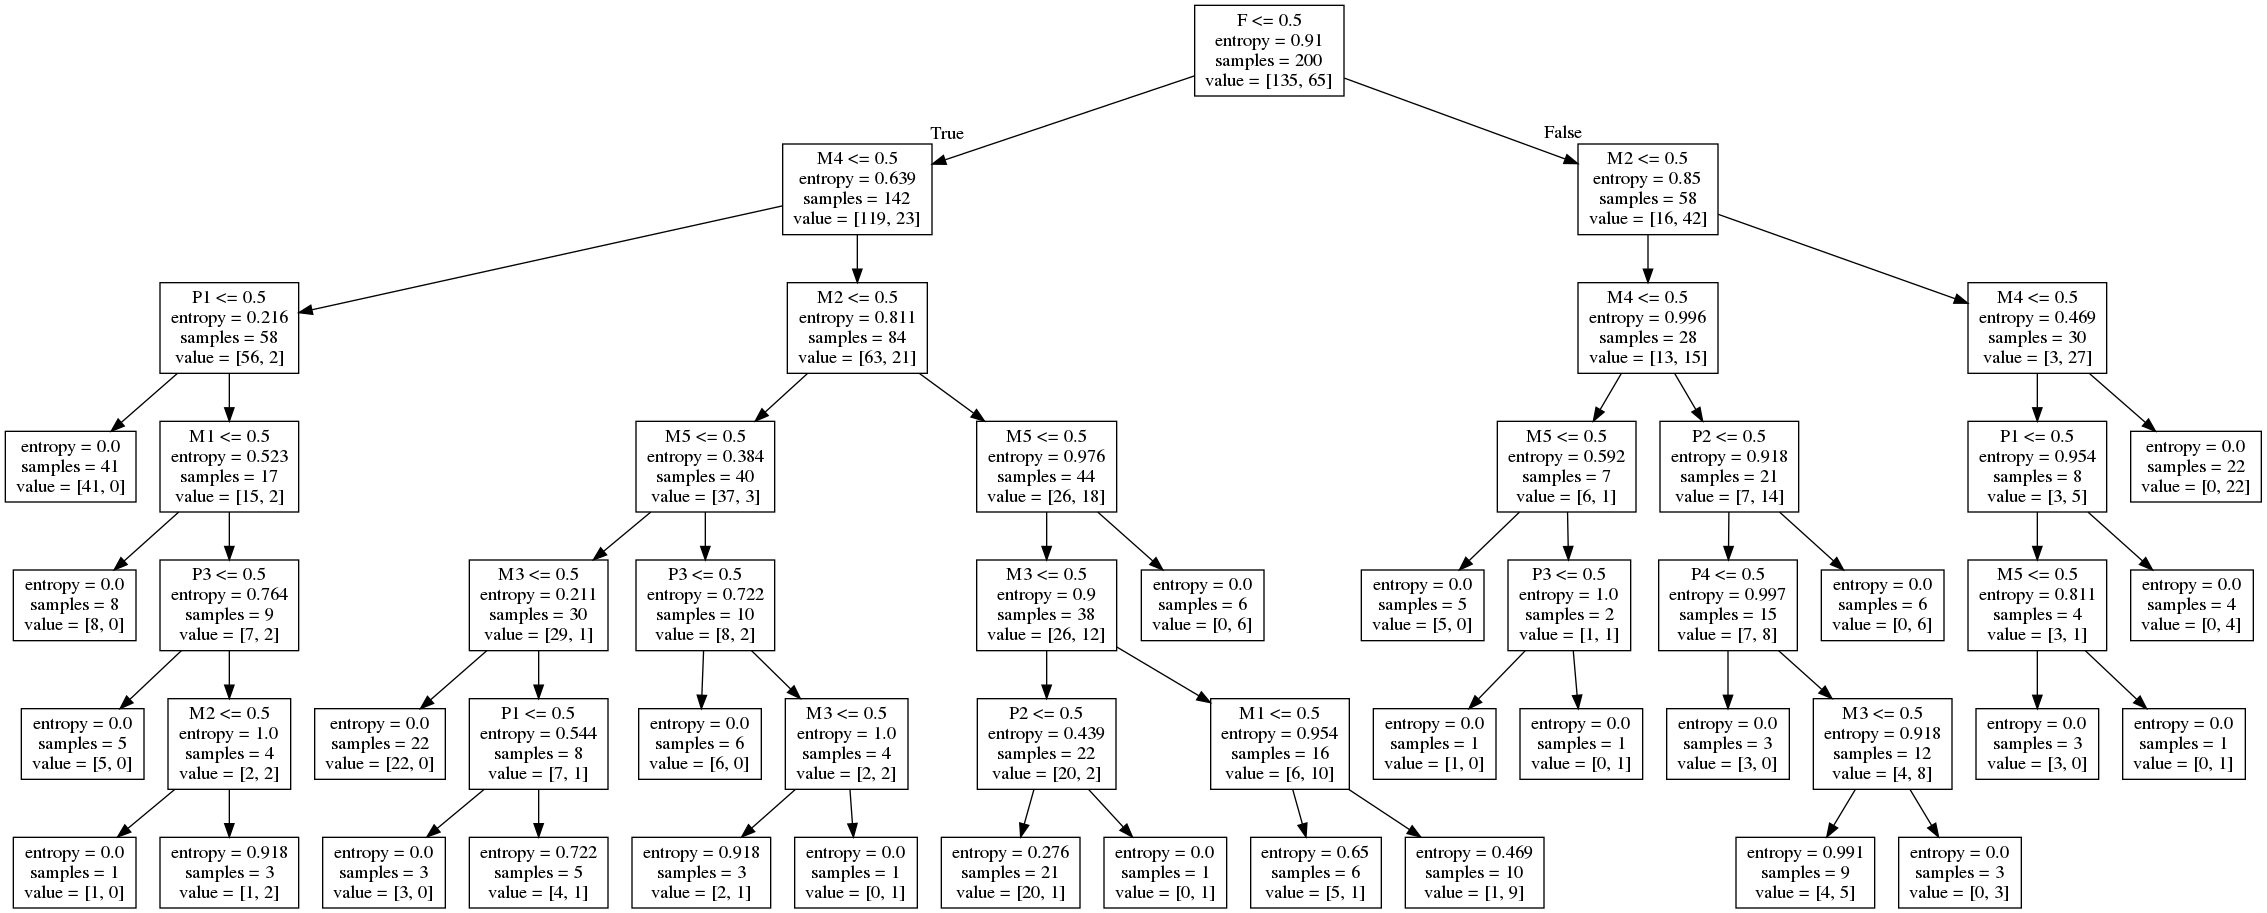 F <= 0.5
entropy = 0.91
samples = 200
value = [135, 65]
True
False
M4 <= 0.5
entropy = 0.639
samples = 142
value = [119, 23]
M2 <= 0.5
entropy = 0.85
samples = 58
value = [16, 42]
P1 <= 0.5
entropy = 0.216
samples = 58
value = [56, 2]
M2 <= 0.5
entropy = 0.811
samples = 84
value = [63, 21]
M4 <= 0.5
entropy = 0.996
samples = 28
value = [13, 15]
M4 <= 0.5
entropy = 0.469
samples = 30
value = [3, 27]
entropy = 0.0
samples = 41
value = [41, 0]
M1 <= 0.5
entropy = 0.523
samples = 17
value = [15, 2]
M5 <= 0.5
entropy = 0.384
samples = 40
value = [37, 3]
M5 <= 0.5
entropy = 0.976
samples = 44
value = [26, 18]
M5 <= 0.5
entropy = 0.592
samples = 7
value = [6, 1]
P2 <= 0.5
entropy = 0.918
samples = 21
value = [7, 14]
P1 <= 0.5
entropy = 0.954
samples = 8
value = [3, 5]
entropy = 0.0
samples = 22
value = [0, 22]
entropy = 0.0
samples = 8
value = [8, 0]
P3 <= 0.5
entropy = 0.764
samples = 9
value = [7, 2]
M3 <= 0.5
entropy = 0.211
samples = 30
value = [29, 1]
P3 <= 0.5
entropy = 0.722
samples = 10
value = [8, 2]
M3 <= 0.5
entropy = 0.9
samples = 38
value = [26, 12]
entropy = 0.0
samples = 6
value = [0, 6]
entropy = 0.0
samples = 5
value = [5, 0]
P3 <= 0.5
entropy = 1.0
samples = 2
value = [1, 1]
P4 <= 0.5
entropy = 0.997
samples = 15
value = [7, 8]
entropy = 0.0
samples = 6
value = [0, 6]
M5 <= 0.5
entropy = 0.811
samples = 4
value = [3, 1]
entropy = 0.0
samples = 4
value = [0, 4]
entropy = 0.0
samples = 5
value = [5, 0]
M2 <= 0.5
entropy = 1.0
samples = 4
value = [2, 2]
entropy = 0.0
samples = 22
value = [22, 0]
P1 <= 0.5
entropy = 0.544
samples = 8
value = [7, 1]
entropy = 0.0
samples = 6
value = [6, 0]
M3 <= 0.5
entropy = 1.0
samples = 4
value = [2, 2]
P2 <= 0.5
entropy = 0.439
samples = 22
value = [20, 2]
M1 <= 0.5
entropy = 0.954
samples = 16
value = [6, 10]
entropy = 0.0
samples = 1
value = [1, 0]
entropy = 0.0
samples = 1
value = [0, 1]
entropy = 0.0
samples = 3
value = [3, 0]
M3 <= 0.5
entropy = 0.918
samples = 12
value = [4, 8]
entropy = 0.0
samples = 3
value = [3, 0]
entropy = 0.0
samples = 1
value = [0, 1]
entropy = 0.0
samples = 1
value = [1, 0]
entropy = 0.918
samples = 3
value = [1, 2]
entropy = 0.0
samples = 3
value = [3, 0]
entropy = 0.722
samples = 5
value = [4, 1]
entropy = 0.918
samples = 3
value = [2, 1]
entropy = 0.0
samples = 1
value = [0, 1]
entropy = 0.276
samples = 21
value = [20, 1]
entropy = 0.0
samples = 1
value = [0, 1]
entropy = 0.65
samples = 6
value = [5, 1]
entropy = 0.469
samples = 10
value = [1, 9]
entropy = 0.991
samples = 9
value = [4, 5]
entropy = 0.0
samples = 3
value = [0, 3]